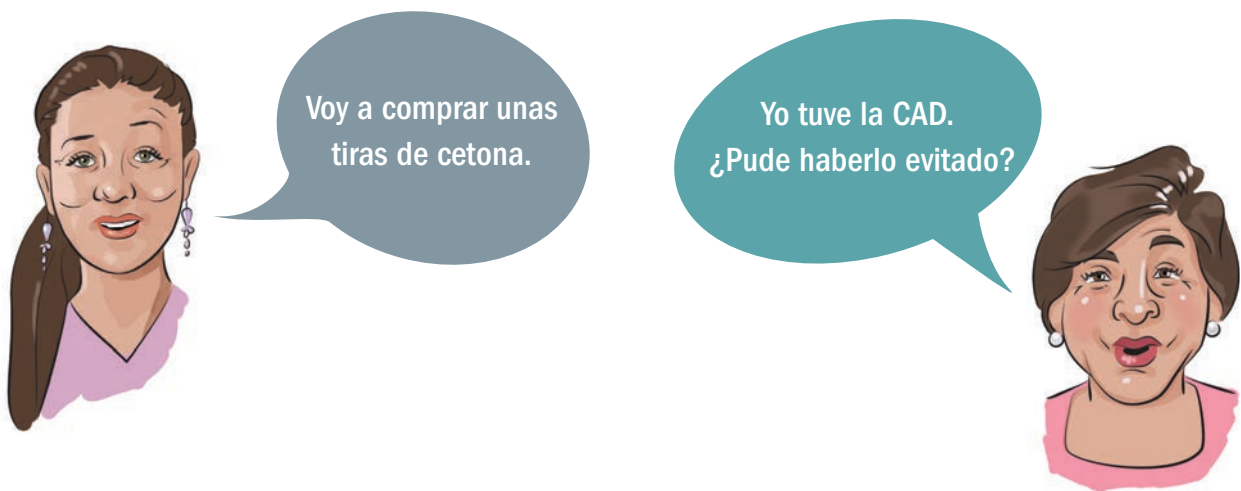 Voy a comprar unas
tiras de cetona.
Yo tuve la CAD.
¿Pude haberlo evitado?